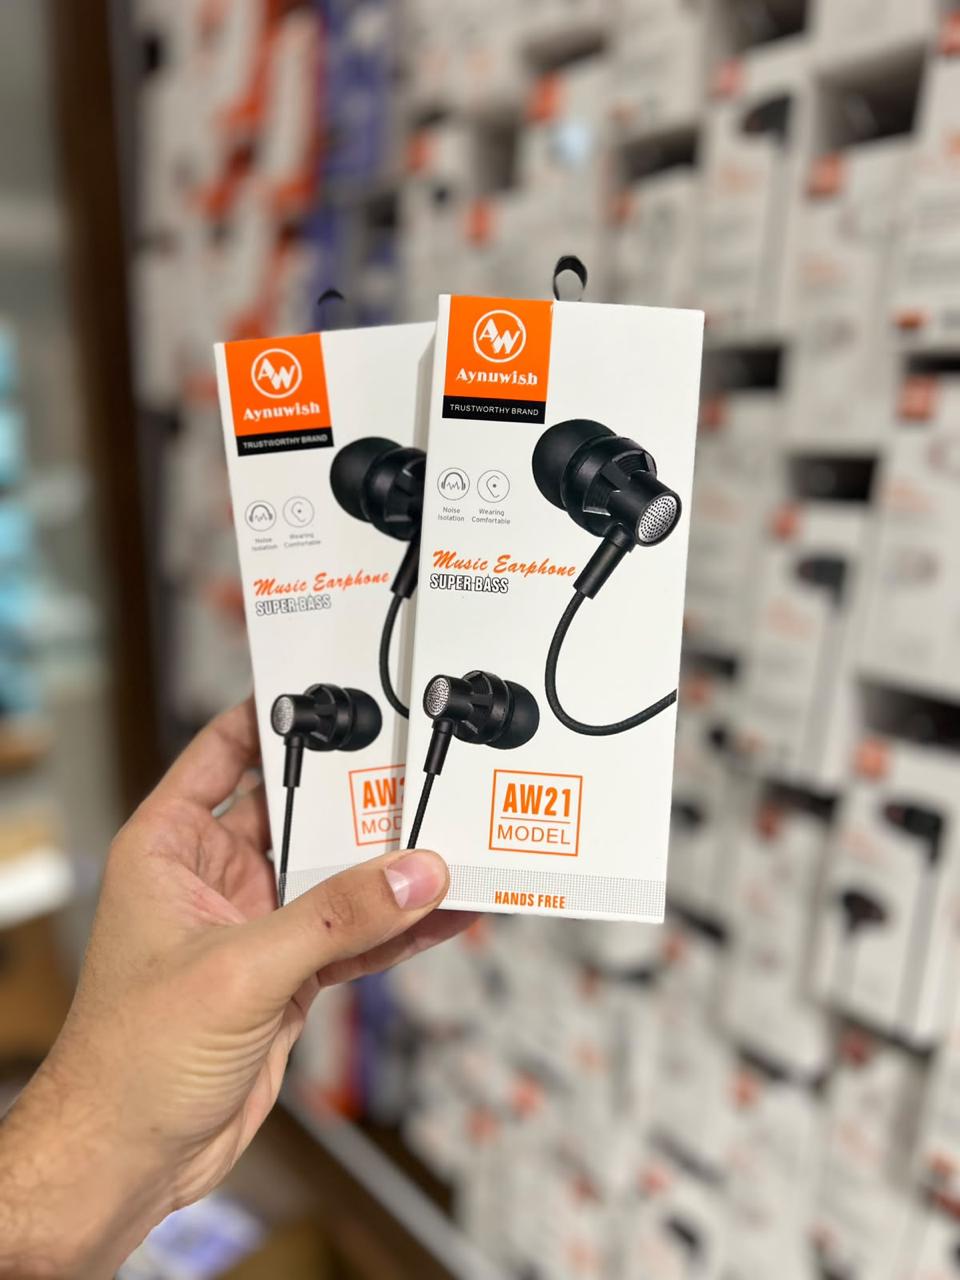 AW
Aynuwish
TRUSTWORTHY BRAND
Noise
Isolation
Wearing
Comfortable
Music Earphone
SUPER BASS
AW
Aynuwish
TRUSTWORTHY BRAND
Noise
Isolation
Wearing
Comfortable
Music Earphone
SUPER BASS
AW21
MODEL
HANDS FREE